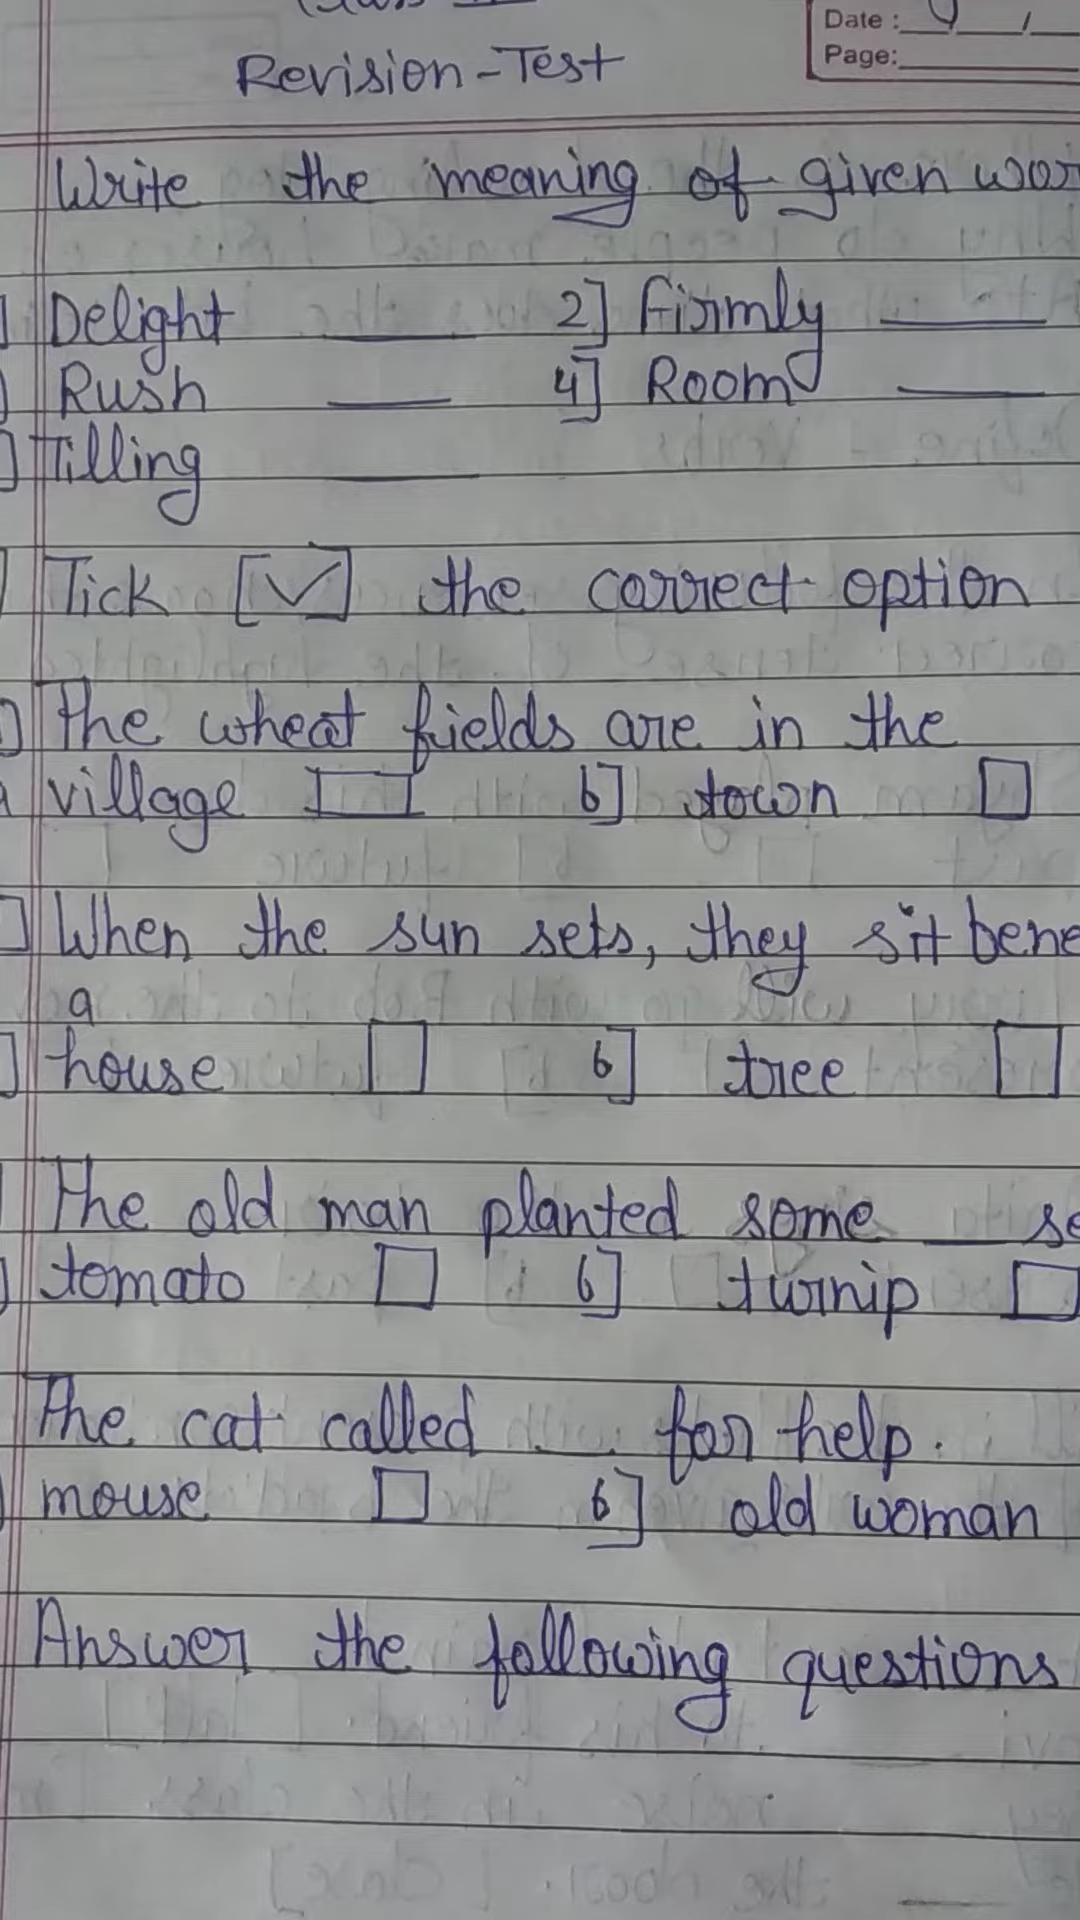 Date :
Page:
Revision-Test
Write the meaning of given
Delight 2] Firmly
Rush 4] Room
Tilling
Tick [✓] the correct option
The wheat fields are in the
village b] town
When the sun sets, they sit
a
house b] tree
The old man planted some
tomato b] turnip
The cat called for help.
mouse b] old woman
Answer the following questions